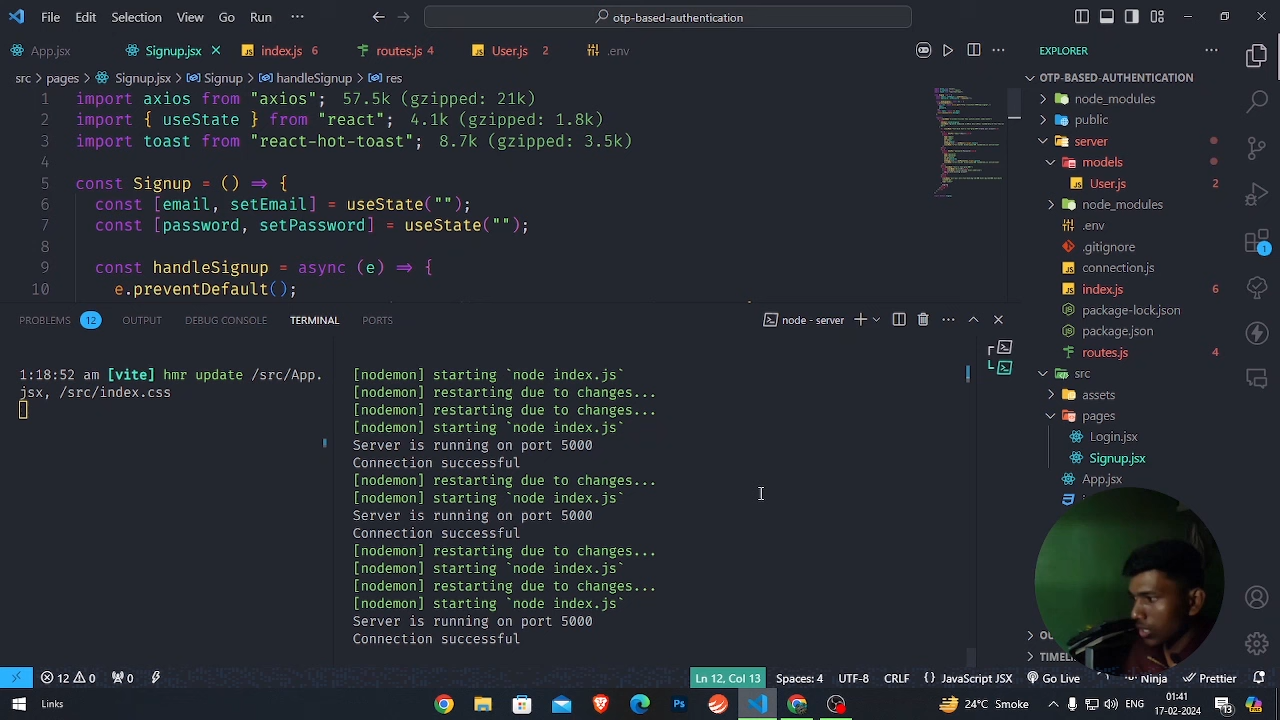 File Edit Selection View Go Run ··· otp-based-authentication
App.jsx Signup.jsx index.js 6 routes.js 4 User.js 2 .env
EXPLORER
src > pages > Signup.jsx > Signup > handleSignup > res
1 import axios from "axios"; 57.5k (gzipped: 21k)
2 import useState from "react"; 4.1k (gzipped: 1.8k)
3 import toast from "react-hot-toast"; 8.7k (gzipped: 3.5k)
4
5 const Signup = () =>
6 const [email, setEmail] = useState("");
7 const [password, setPassword] = useState("");
8
9 const handleSignup = async (e) => {
10 e.preventDefault();
OTP-BASED-AUTHENTICATION
node_modules
public
server
models
User.js 2
node_modules
.env
.gitignore
connection.js
index.js 6
package-lock.json
package.json
routes.js 4
src
assets
pages
Login.jsx
Signup.jsx
App.jsx
PROBLEMS 12 OUTPUT DEBUG CONSOLE TERMINAL PORTS node - server
1:18:52 am [vite] hmr update /src/App.
jsx, /src/index.css
[nodemon] starting `node index.js`
[nodemon] restarting due to changes...
[nodemon] restarting due to changes...
[nodemon] starting `node index.js`
Server is running on port 5000
Connection successful
[nodemon] restarting due to changes...
[nodemon] starting `node index.js`
Server is running on port 5000
Connection successful
[nodemon] restarting due to changes...
[nodemon] starting `node index.js`
[nodemon] restarting due to changes...
[nodemon] starting `node index.js`
Server is running on port 5000
Connection successful
12 0 0 Ln 12, Col 13 Spaces: 4 UTF-8 CRLF {} JavaScript JSX Go Live Ninja Prettier
Links 24°C Smoke 01:41
17-02-2024